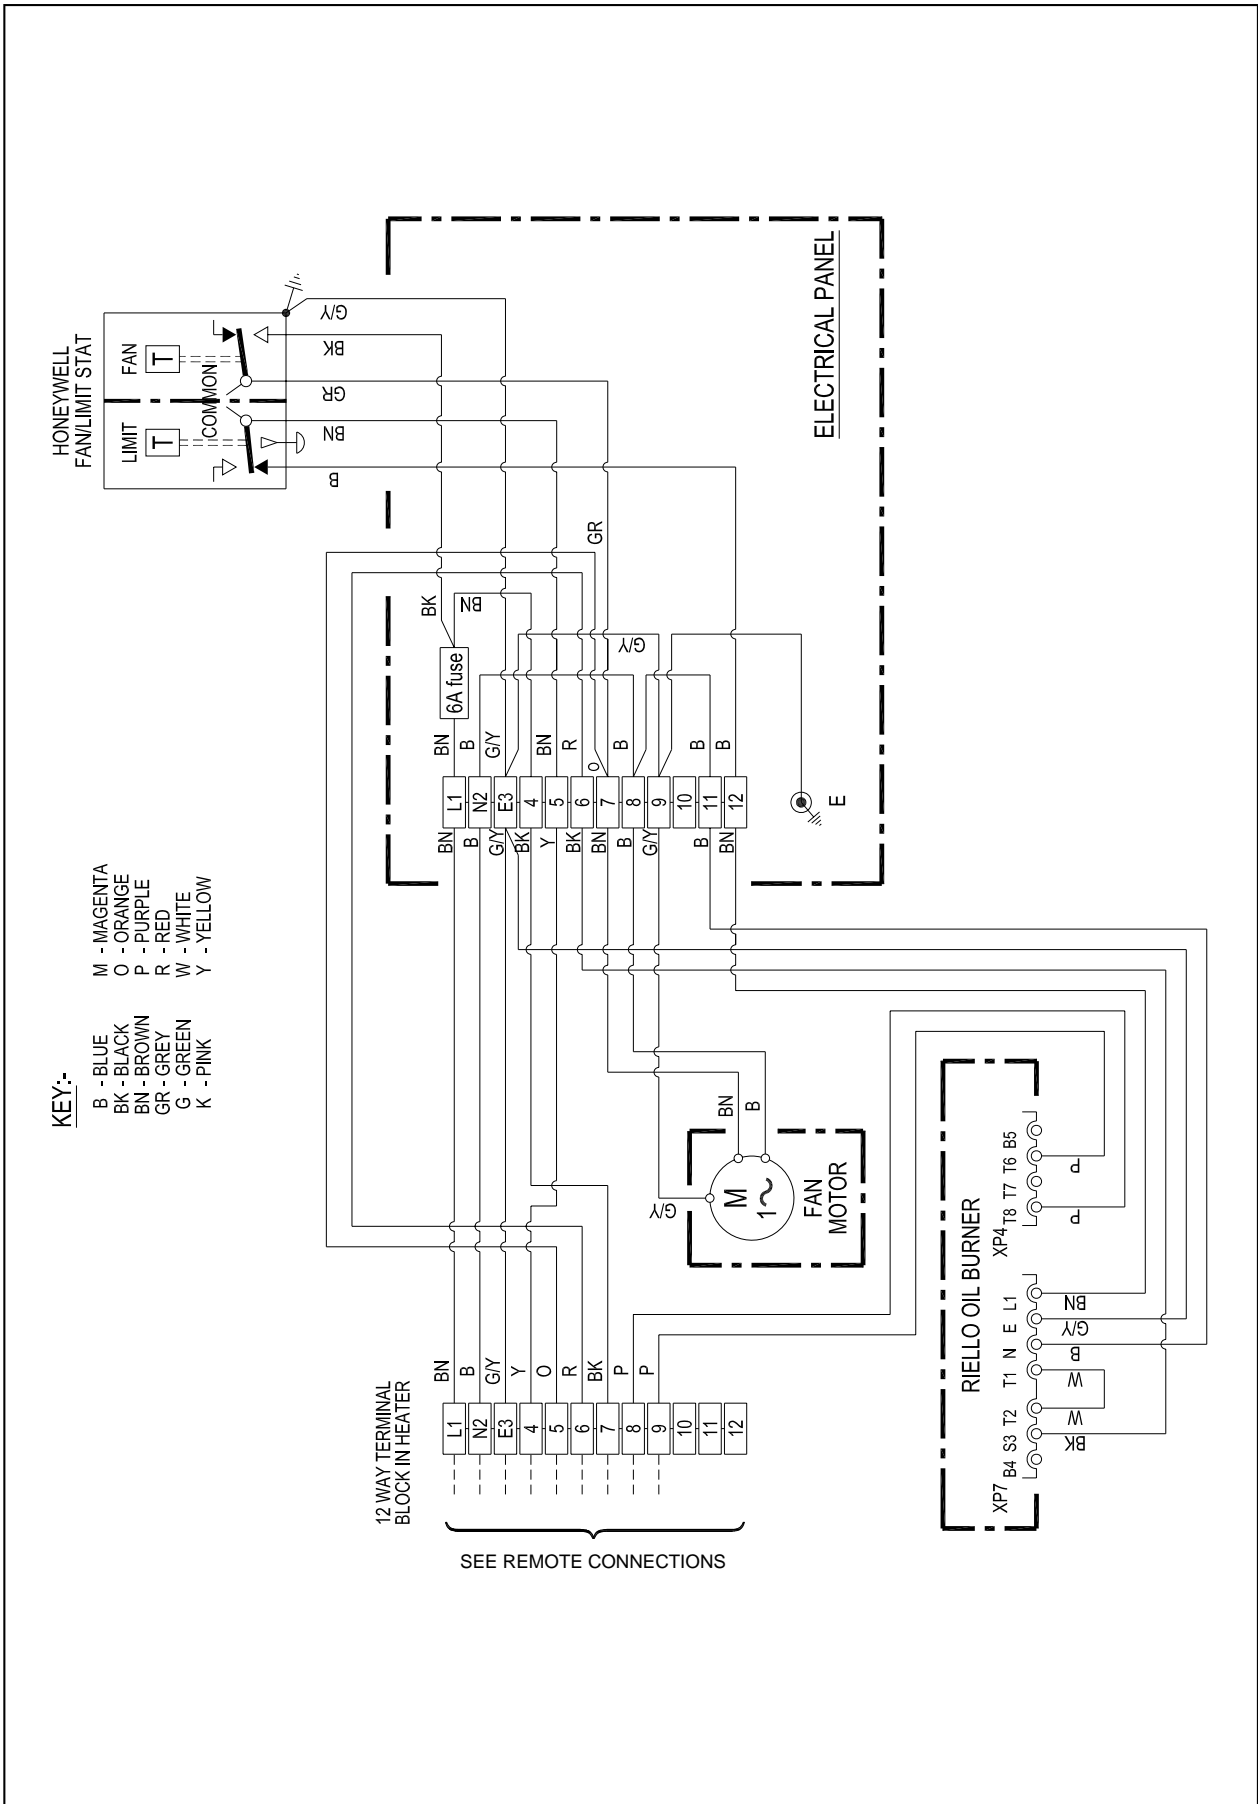 HONEYWELL
FAN/LIMIT STAT
LIMIT
FAN
T
T
COMMON
B
BN
GR
BK
G/Y
ELECTRICAL PANEL
GR
BK
BN
G/Y
6A fuse
BN
B
G/Y
BN
R
O
B
B
B
L1
N2
E3
4
5
6
7
8
9
10
11
12
BN
B
G/Y
BK
Y
BK
BN
B
G/Y
B
BN
E
KEY:-
B - BLUE
BK - BLACK
BN - BROWN
GR - GREY
G - GREEN
K - PINK
M - MAGENTA
O - ORANGE
P - PURPLE
R - RED
W - WHITE
Y - YELLOW
BN
B
G/Y
M
1~
FAN
MOTOR
12 WAY TERMINAL
BLOCK IN HEATER
BN
B
G/Y
Y
O
R
BK
P
P
L1
N2
E3
4
5
6
7
8
9
10
11
12
SEE REMOTE CONNECTIONS
RIELLO OIL BURNER
XP7
B4 S3 T2 T1 N E L1
BK
W
W
B
G/Y
BN
XP4
T8 T7 T6 B5
P
P